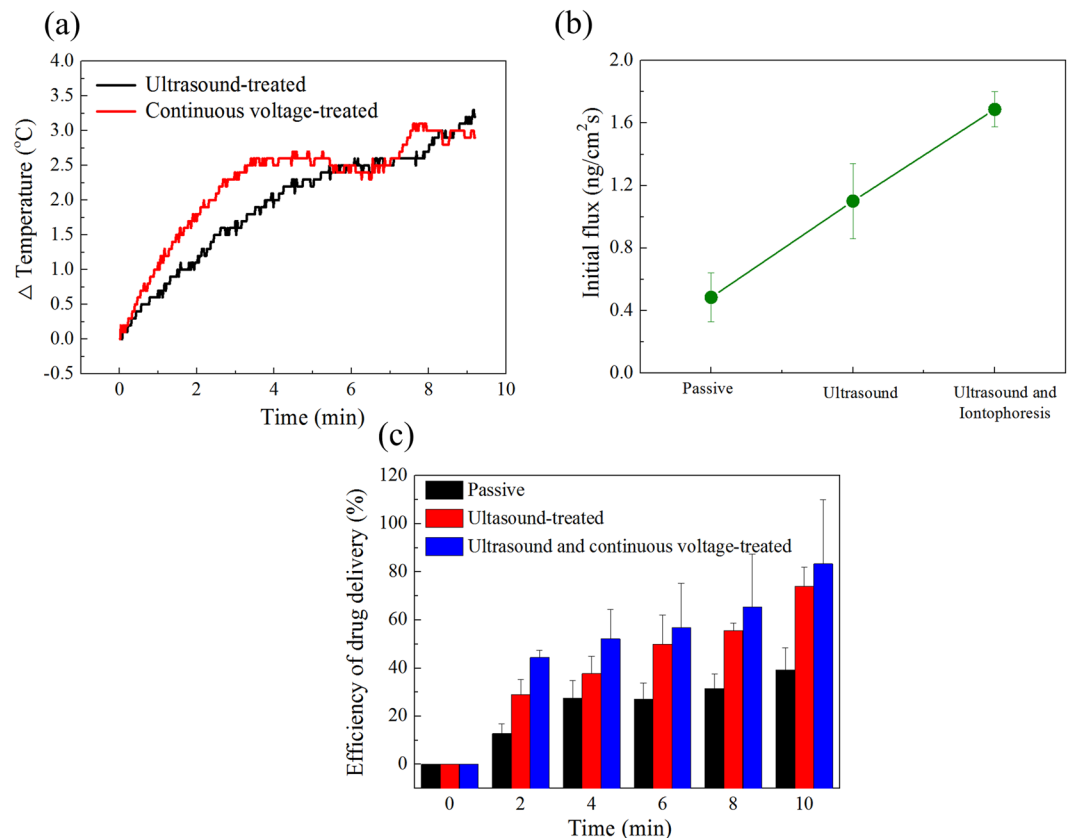 (a)
4.0
3.5
3.0
2.5
2.0
1.5
1.0
0.5
0.0
-0.5
△ Temperature (°C)
Ultrasound-treated
Continuous voltage-treated
0 2 4 6 8 10
Time (min)
(b)
2.0
1.6
1.2
0.8
0.4
0.0
Initial flux (ng/cm²s)
Passive Ultrasound Ultrasound and
Iontophoresis
(c)
120
100
80
60
40
20
0
Efficiency of drug delivery (%)
Passive
Ultasound-treated
Ultrasound and continuous voltage-treated
0 2 4 6 8 10
Time (min)